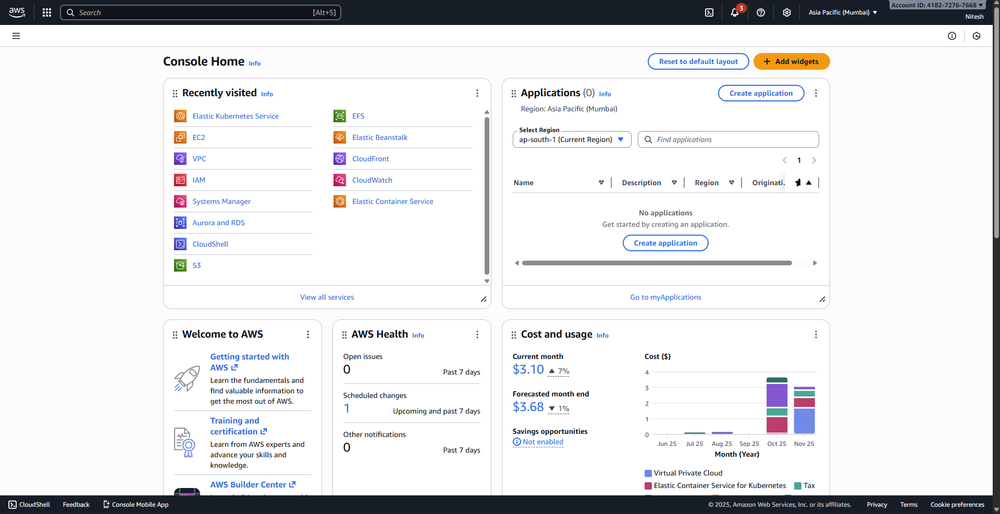 aws
Search [Alt+S]
3
Asia Pacific (Mumbai)
Account ID: 4182-7276-7668
Nitesh
Console Home Info
Reset to default layout
Add widgets
Recently visited Info
Elastic Kubernetes Service
EC2
VPC
IAM
Systems Manager
Aurora and RDS
CloudShell
S3
EFS
Elastic Beanstalk
CloudFront
CloudWatch
Elastic Container Service
View all services
Applications (0) Info
Create application
Region: Asia Pacific (Mumbai)
Select Region
ap-south-1 (Current Region)
Find applications
1
Name Description Region Originati.
No applications
Get started by creating an application.
Create application
Go to myApplications
Welcome to AWS
Getting started with
AWS
Learn the fundamentals and
find valuable information to
get the most out of AWS.
Training and
certification
Learn from AWS experts and
advance your skills and
knowledge.
AWS Builder Center
AWS Health Info
Open issues
0
Past 7 days
Scheduled changes
1
Upcoming and past 7 days
Other notifications
0
Past 7 days
Cost and usage Info
Current month
$3.10 7%
Forecasted month end
$3.68 1%
Savings opportunities
Not enabled
Cost ($)
4
3
2
1
0
Jun 25 Jul 25 Aug 25 Sep 25 Oct 25 Nov 25
Month (Year)
Virtual Private Cloud
Elastic Container Service for Kubernetes
Tax
CloudShell
Feedback
Console Mobile App
© 2025, Amazon Web Services, Inc. or its affiliates.
Privacy
Terms
Cookie preferences